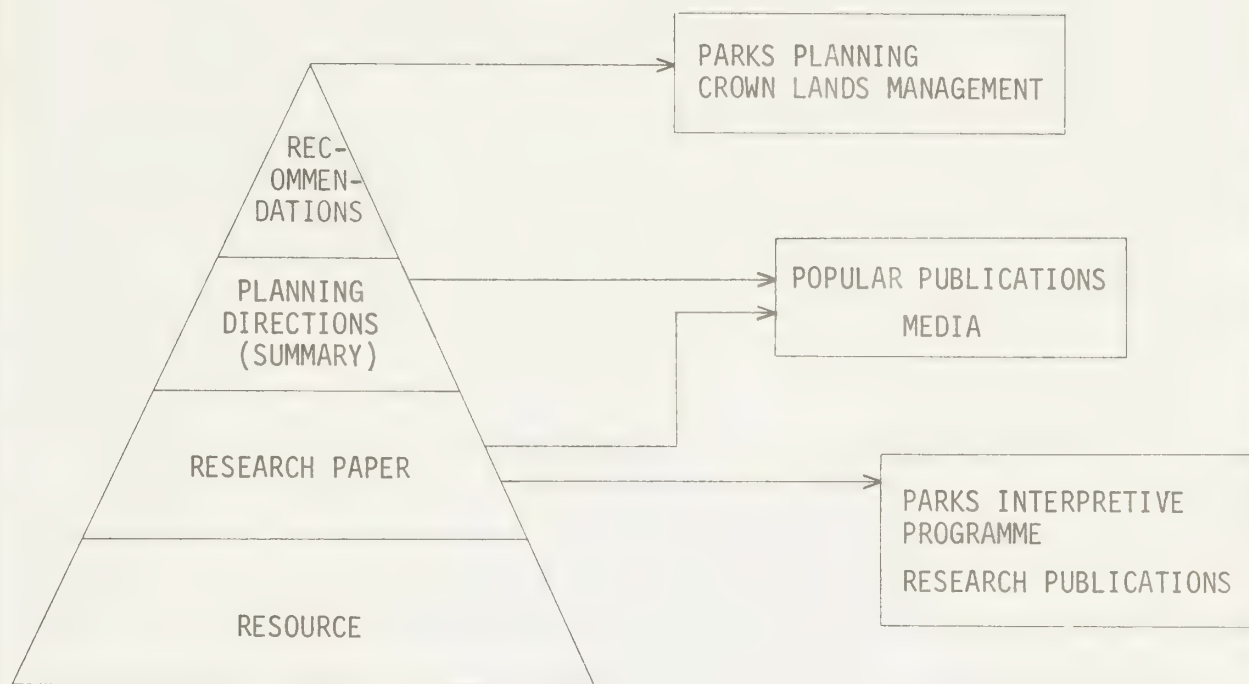 PARKS PLANNING
CROWN LANDS MANAGEMENT
REC-
OMMEN-
DATIONS
PLANNING
DIRECTIONS
(SUMMARY)
POPULAR PUBLICATIONS
MEDIA
RESEARCH PAPER
PARKS INTERPRETIVE
PROGRAMME
RESEARCH PUBLICATIONS
RESOURCE